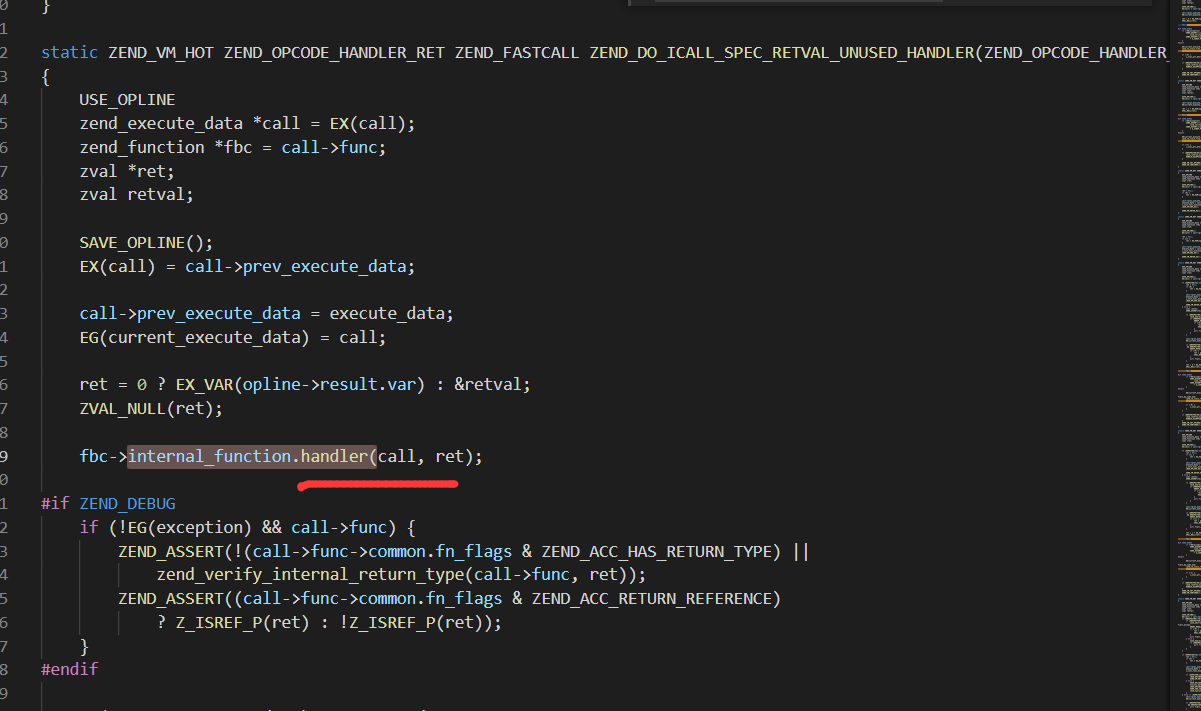 0 }
1
2 static ZEND_VM_HOT ZEND_OPCODE_HANDLER_RET ZEND_FASTCALL ZEND_DO_ICALL_SPEC_RETVAL_UNUSED_HANDLER(ZEND_OPCODE_HANDLER_
3 {
4 USE_OPLINE
5 zend_execute_data *call = EX(call);
6 zend_function *fbc = call->func;
7 zval *ret;
8 zval retval;
9
0 SAVE_OPLINE();
1 EX(call) = call->prev_execute_data;
2
3 call->prev_execute_data = execute_data;
4 EG(current_execute_data) = call;
5
6 ret = 0 ? EX_VAR(opline->result.var) : &retval;
7 ZVAL_NULL(ret);
8
9 fbc->internal_function.handler(call, ret);
0
1 #if ZEND_DEBUG
2 if (!EG(exception) && call->func) {
3 ZEND_ASSERT(!(call->func->common.fn_flags & ZEND_ACC_HAS_RETURN_TYPE) ||
4 zend_verify_internal_return_type(call->func, ret));
5 ZEND_ASSERT((call->func->common.fn_flags & ZEND_ACC_RETURN_REFERENCE)
6 ? Z_ISREF_P(ret) : !Z_ISREF_P(ret));
7 }
8 #endif
9